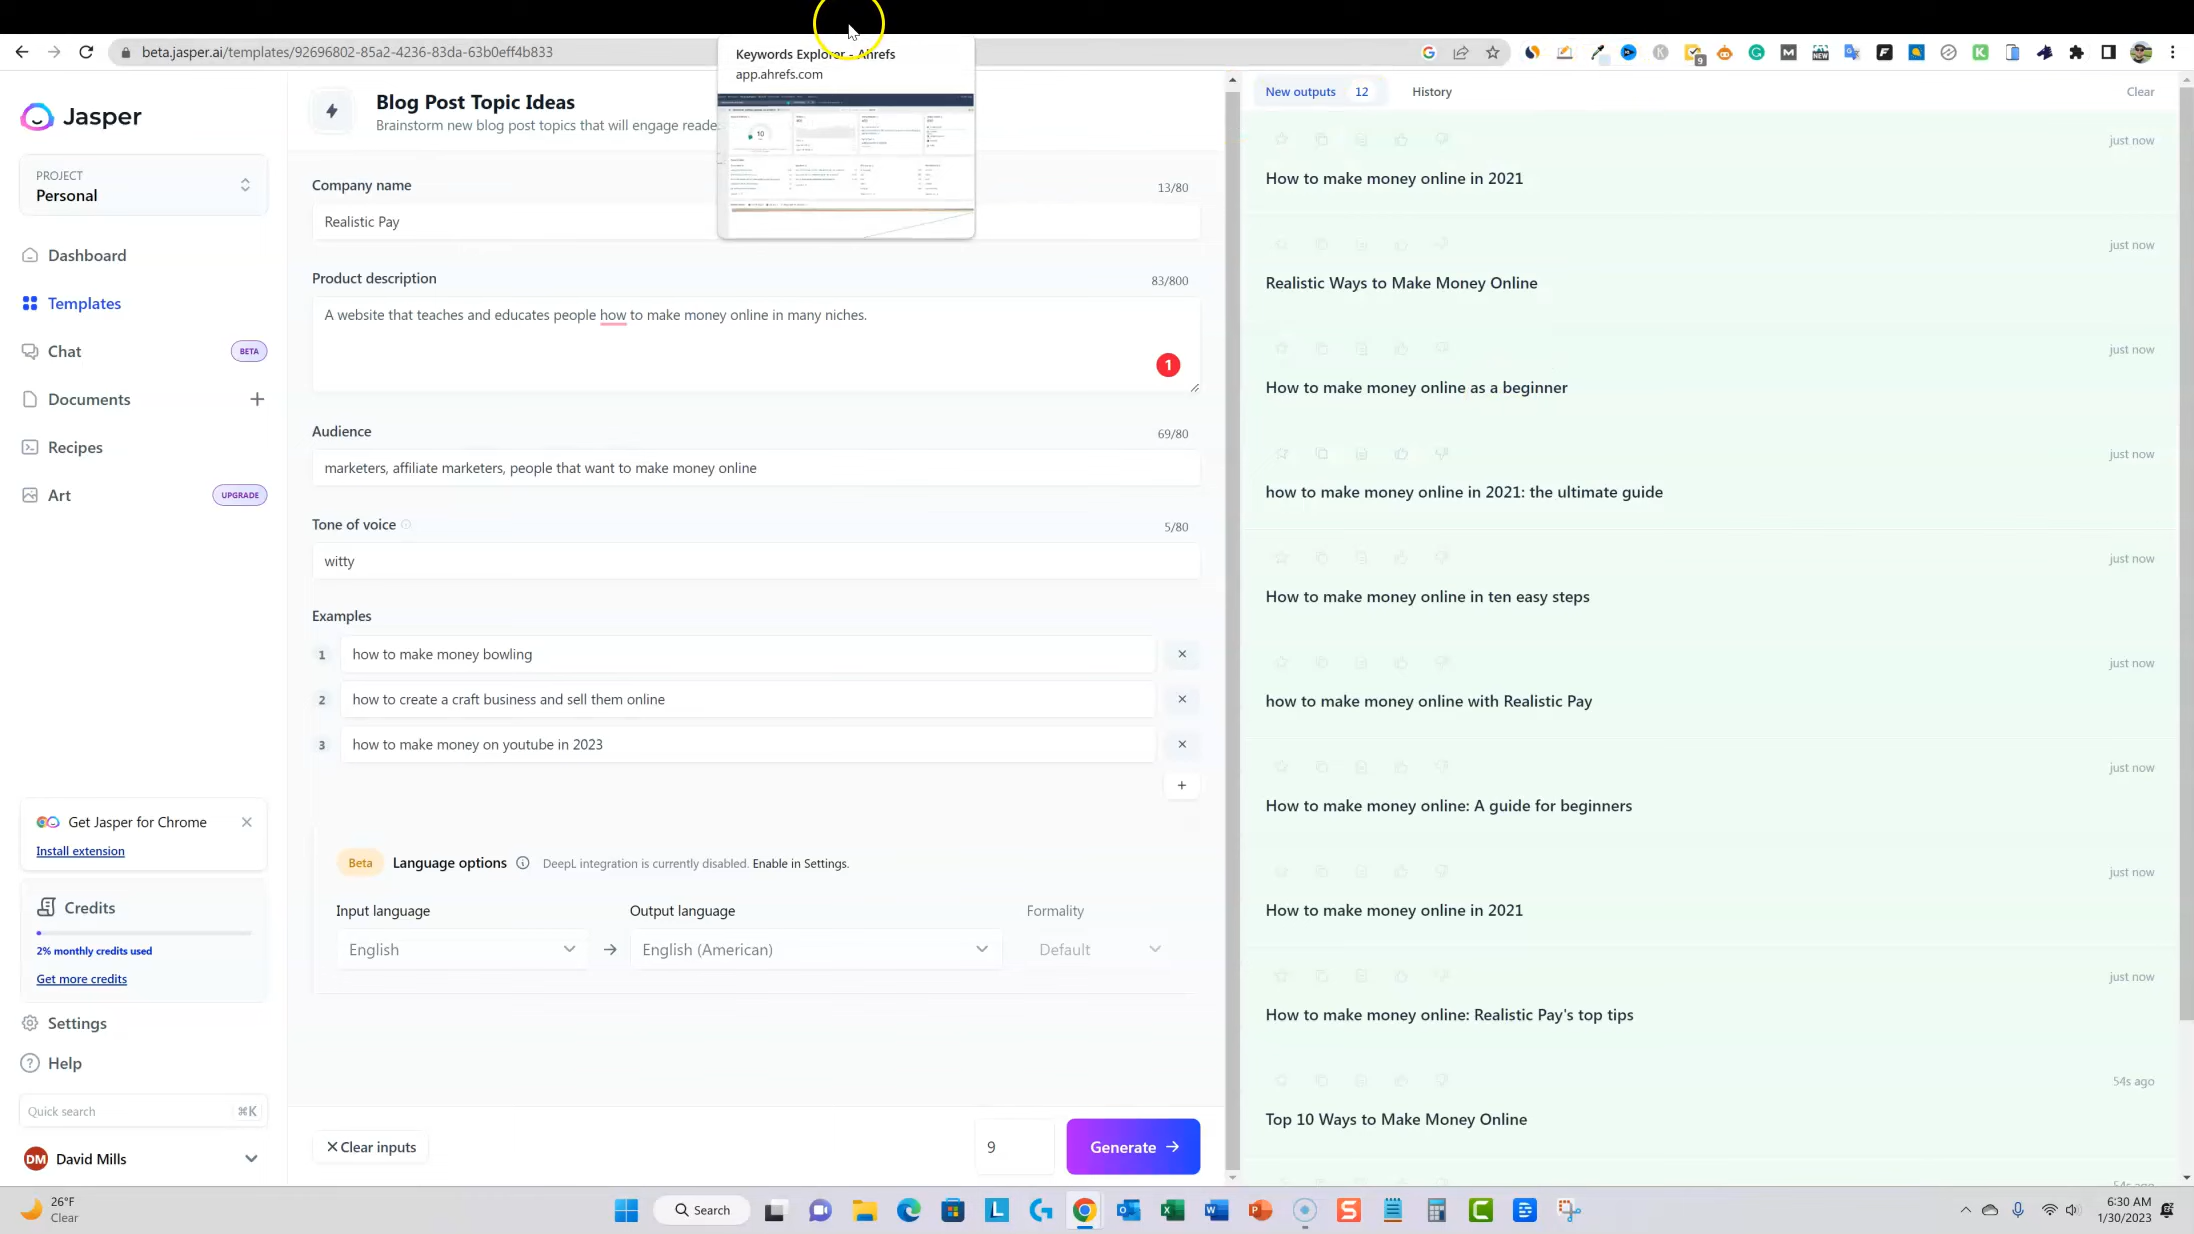 beta.jasper.ai/templates/92696802-85a2-4236-83da-63b0eff4b833
Keywords Explorer - Ahrefs
app.ahrefs.com
10
Jasper
PROJECT
Personal
Dashboard
Templates
Chat
BETA
Documents
Recipes
Art
UPGRADE
Get Jasper for Chrome
Install extension
Credits
2% monthly credits used
Get more credits
Settings
Help
Quick search
⌘K
DM
David Mills
Blog Post Topic Ideas
Brainstorm new blog post topics that will engage reade
Company name
13/80
Realistic Pay
Product description
83/800
A website that teaches and educates people how to make money online in many niches.
1
Audience
69/80
marketers, affiliate marketers, people that want to make money online
Tone of voice
5/80
witty
Examples
1
how to make money bowling
2
how to create a craft business and sell them online
3
how to make money on youtube in 2023
Beta
Language options
DeepL integration is currently disabled. Enable in Settings.
Input language
Output language
Formality
English
English (American)
Default
Clear inputs
9
Generate
New outputs
12
History
Clear
just now
How to make money online in 2021
just now
Realistic Ways to Make Money Online
just now
How to make money online as a beginner
just now
how to make money online in 2021: the ultimate guide
just now
How to make money online in ten easy steps
just now
how to make money online with Realistic Pay
just now
How to make money online: A guide for beginners
just now
How to make money online in 2021
just now
How to make money online: Realistic Pay's top tips
54s ago
Top 10 Ways to Make Money Online
54s ago
26°F
Clear
Search
6:30 AM
1/30/2023